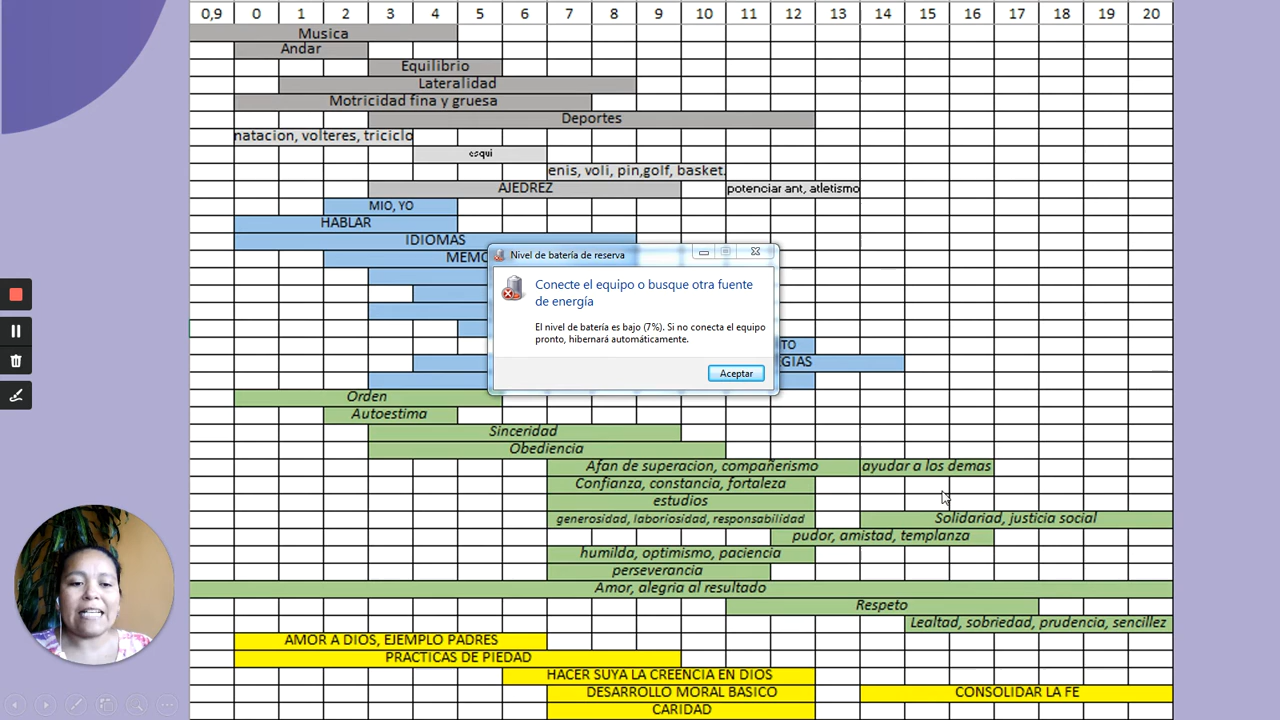 0,9 0 1 2 3 4 5 6 7 8 9 10 11 12 13 14 15 16 17 18 19 20
Musica
Andar
Equilibrio
Lateralidad
Motricidad fina y gruesa
Deportes
natacion, volteres, triciclo
esqui
enis, voli, pin,golf, basket.
AJEDREZ potenciar ant, atletismo
MIO, YO
HABLAR
IDIOMAS
MEMO
Nivel de batería de reserva
Conecte el equipo o busque otra fuente
de energía
El nivel de batería es bajo (7%). Si no conecta el equipo
pronto, hibernará automáticamente.
TO
GIAS
Aceptar
Orden
Autoestima
Sinceridad
Obediencia
Afan de superacion, compañerismo ayudar a los demas
Confianza, constancia, fortaleza
estudios
generosidad, laboriosidad, responsabilidad Solidariad, justicia social
pudor, amistad, templanza
humilda, optimismo, paciencia
perseverancia
Amor, alegria al resultado
Respeto
Lealtad, sobriedad, prudencia, sencillez
AMOR A DIOS, EJEMPLO PADRES
PRACTICAS DE PIEDAD
HACER SUYA LA CREENCIA EN DIOS
DESARROLLO MORAL BASICO CONSOLIDAR LA FE
CARIDAD